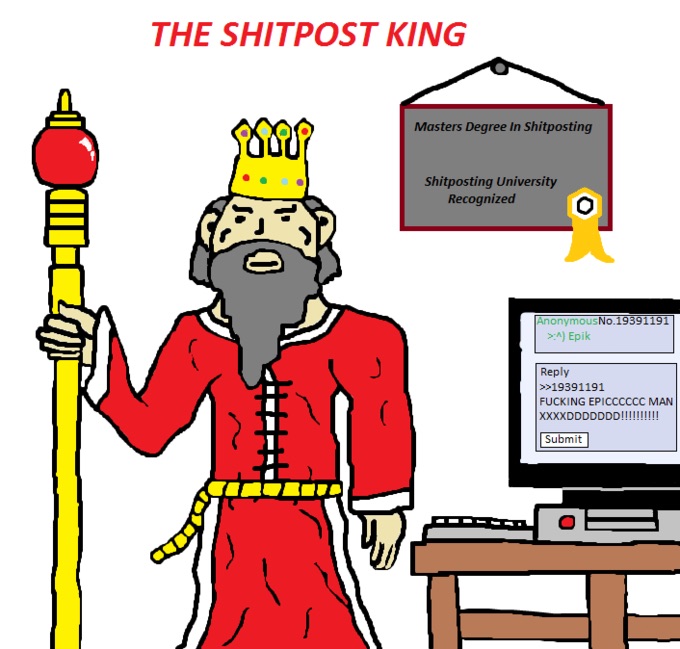 THE SHITPOST KING
Masters Degree In Shitposting
Shitposting University
Recognized
AnonymousNo.19391191
>:^) Epik
Reply
>>19391191
FUCKING EPICCCCCC MAN
XXXXDDDDDDD!!!!!!!!!!
Submit